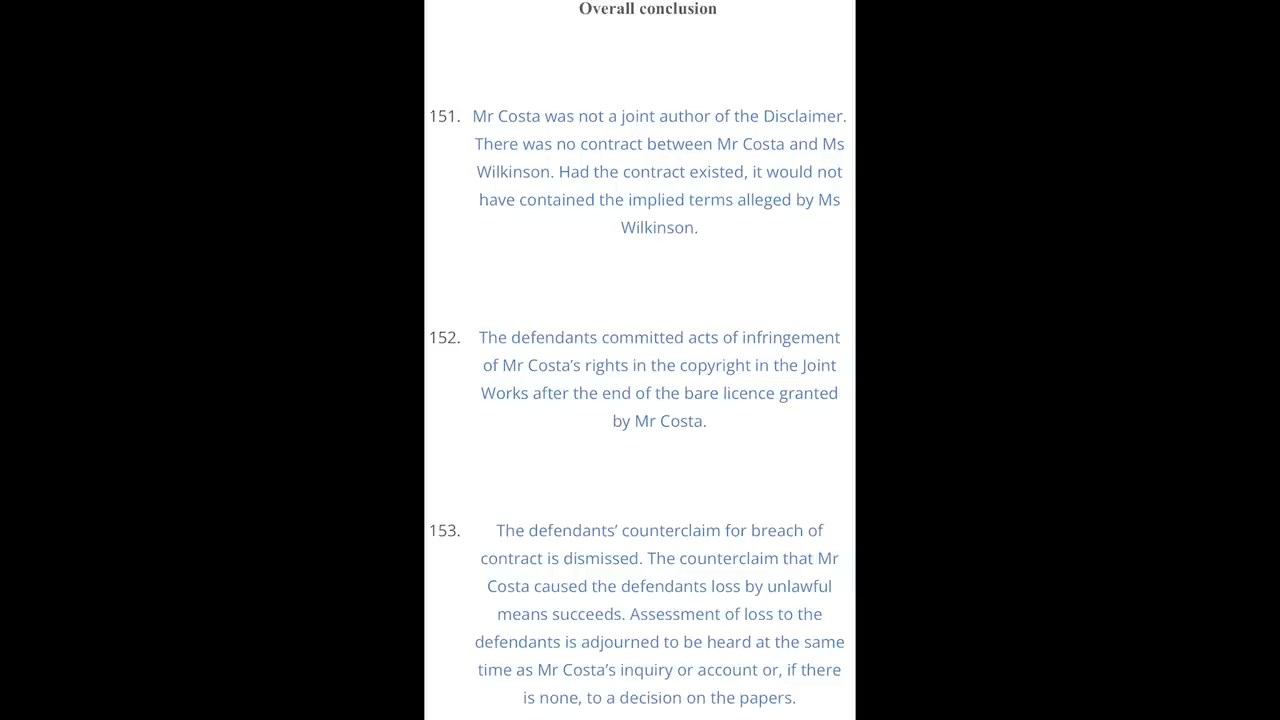 Overall conclusion
151. Mr Costa was not a joint author of the Disclaimer.
There was no contract between Mr Costa and Ms
Wilkinson. Had the contract existed, it would not
have contained the implied terms alleged by Ms
Wilkinson.
152. The defendants committed acts of infringement
of Mr Costa’s rights in the copyright in the Joint
Works after the end of the bare licence granted
by Mr Costa.
153. The defendants’ counterclaim for breach of
contract is dismissed. The counterclaim that Mr
Costa caused the defendants loss by unlawful
means succeeds. Assessment of loss to the
defendants is adjourned to be heard at the same
time as Mr Costa’s inquiry or account or, if there
is none, to a decision on the papers.